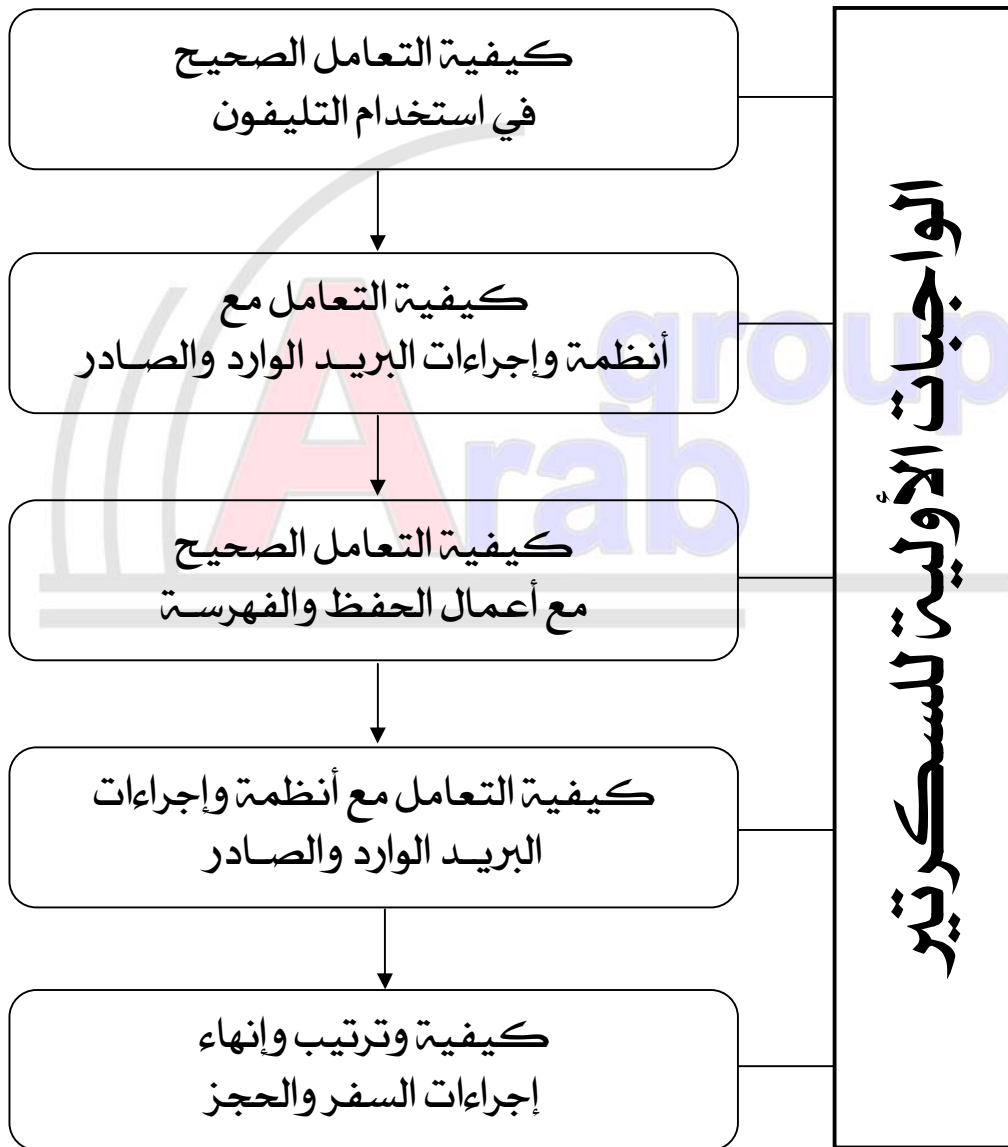 الواجبات الأولية للسكرتير
كيفية التعامل الصحيح
في استخدام التليفون
كيفية التعامل مع
أنظمة وإجراءات البريد الوارد والصادر
كيفية التعامل الصحيح
مع أعمال الحفظ والفهرسة
كيفية التعامل مع أنظمة وإجراءات
البريد الوارد والصادر
كيفية وترتيب وإنهاء
إجراءات السفر والحجز
Arab
group